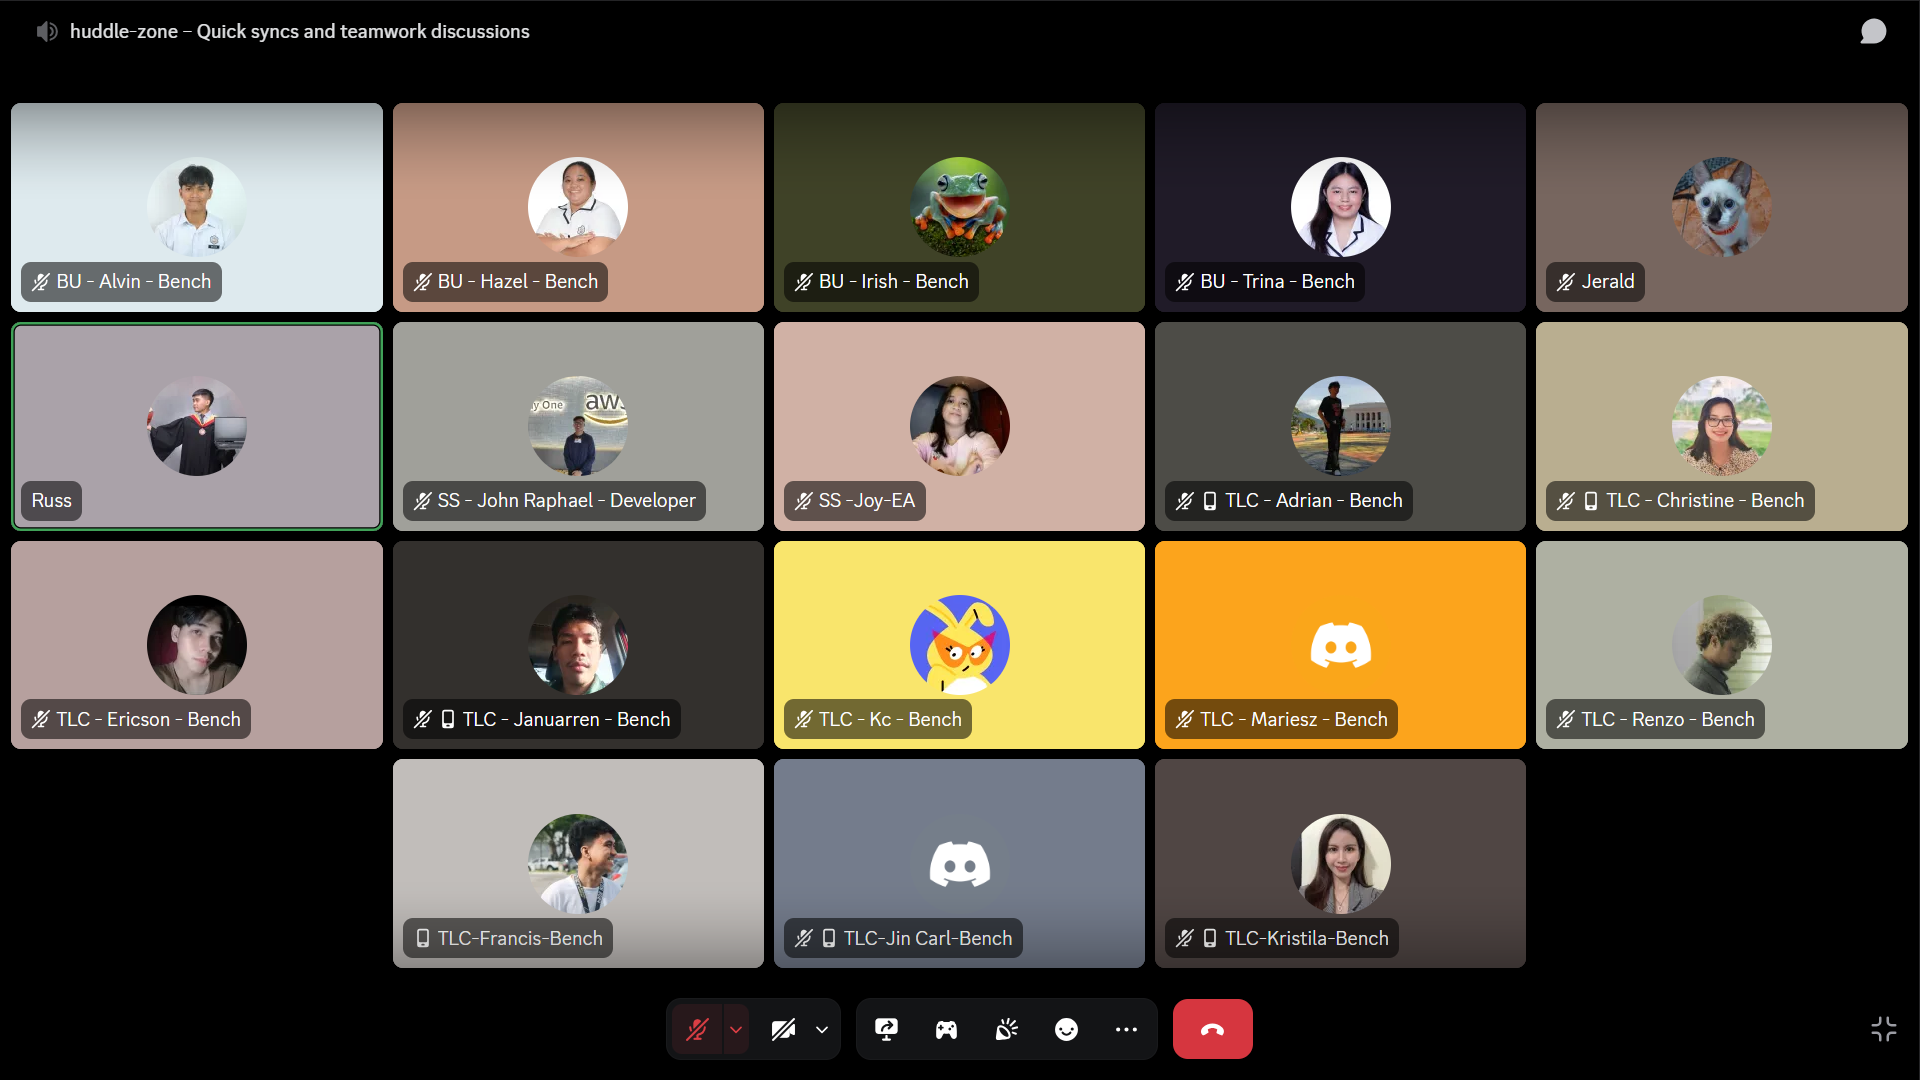 huddle-zone – Quick syncs and teamwork discussions
BU - Alvin - Bench
BU - Hazel - Bench
BU - Irish - Bench
BU - Trina - Bench
Jerald
y One
aws
Russ
SS - John Raphael - Developer
SS -Joy-EA
TLC - Adrian - Bench
TLC - Christine - Bench
TLC - Ericson - Bench
TLC - Januarren - Bench
TLC - Kc - Bench
TLC - Mariesz - Bench
TLC - Renzo - Bench
TLC-Francis-Bench
TLC-Jin Carl-Bench
TLC-Kristila-Bench